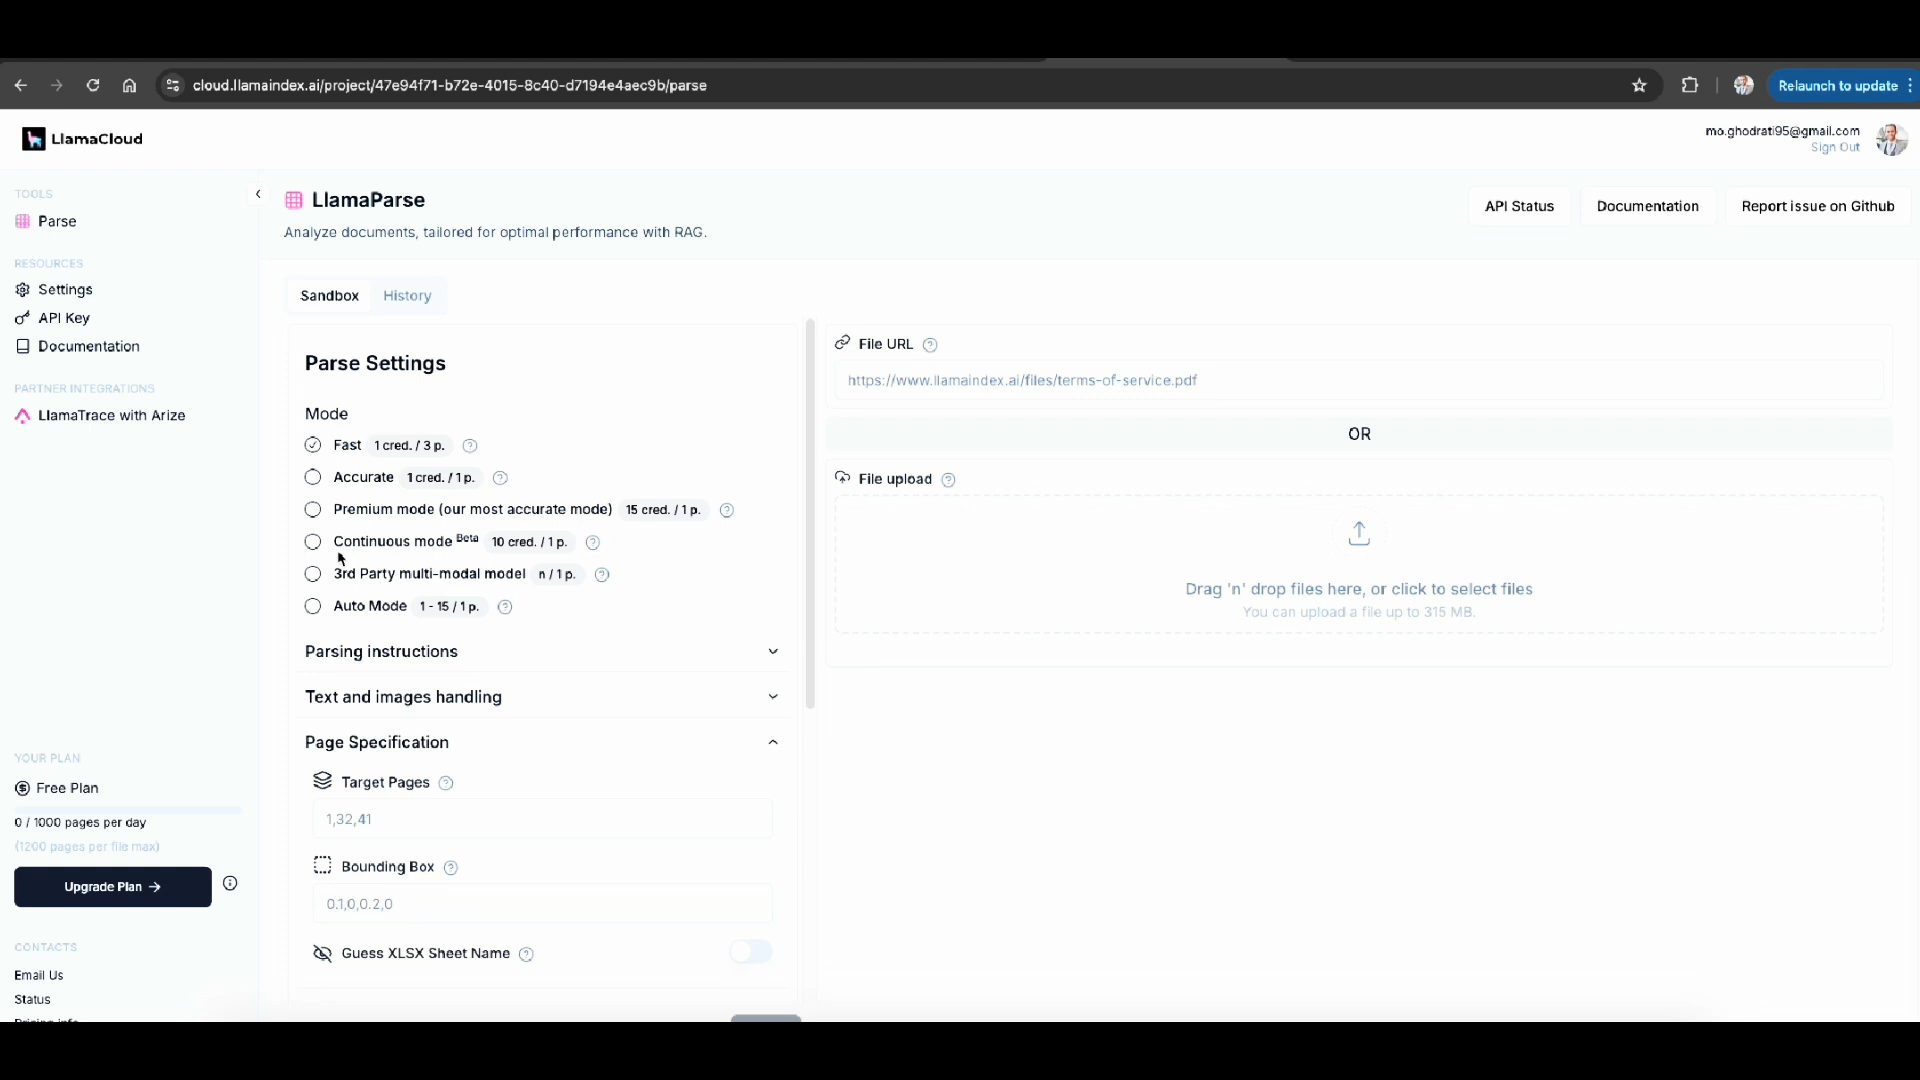 cloud.llamaindex.ai/project/47e94f71-b72e-4015-8c40-d7194e4aec9b/parse
Relaunch to update
LlamaCloud
mo.ghodrati95@gmail.com
Sign Out
TOOLS
Parse
RESOURCES
Settings
API Key
Documentation
PARTNER INTEGRATIONS
LlamaTrace with Arize
YOUR PLAN
Free Plan
0 / 1000 pages per day
(1200 pages per file max)
Upgrade Plan →
CONTACTS
Email Us
Status
Pricing info
LlamaParse
Analyze documents, tailored for optimal performance with RAG.
API Status
Documentation
Report issue on Github
Sandbox
History
Parse Settings
Mode
Fast 1 cred. / 3 p.
Accurate 1 cred. / 1 p.
Premium mode (our most accurate mode) 15 cred. / 1 p.
Continuous mode Beta 10 cred. / 1 p.
3rd Party multi-modal model n / 1 p.
Auto Mode 1 - 15 / 1 p.
Parsing instructions
Text and images handling
Page Specification
Target Pages
1,32,41
Bounding Box
0.1,0,0.2,0
Guess XLSX Sheet Name
File URL
https://www.llamaindex.ai/files/terms-of-service.pdf
OR
File upload
Drag 'n' drop files here, or click to select files
You can upload a file up to 315 MB.